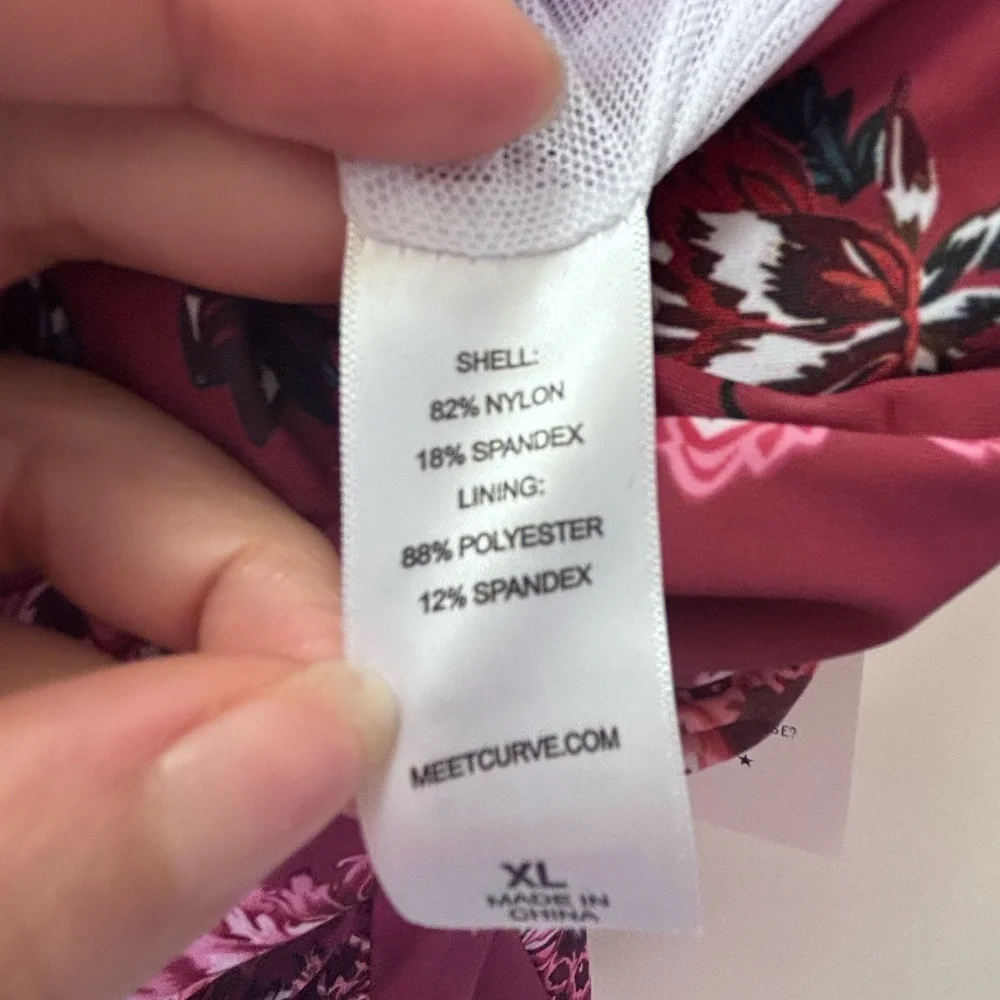 SHELL:
82% NYLON
18% SPANDEX
LINING:
88% POLYESTER
12% SPANDEX
MEETCURVE.COM
XL
MADE IN
CHINA